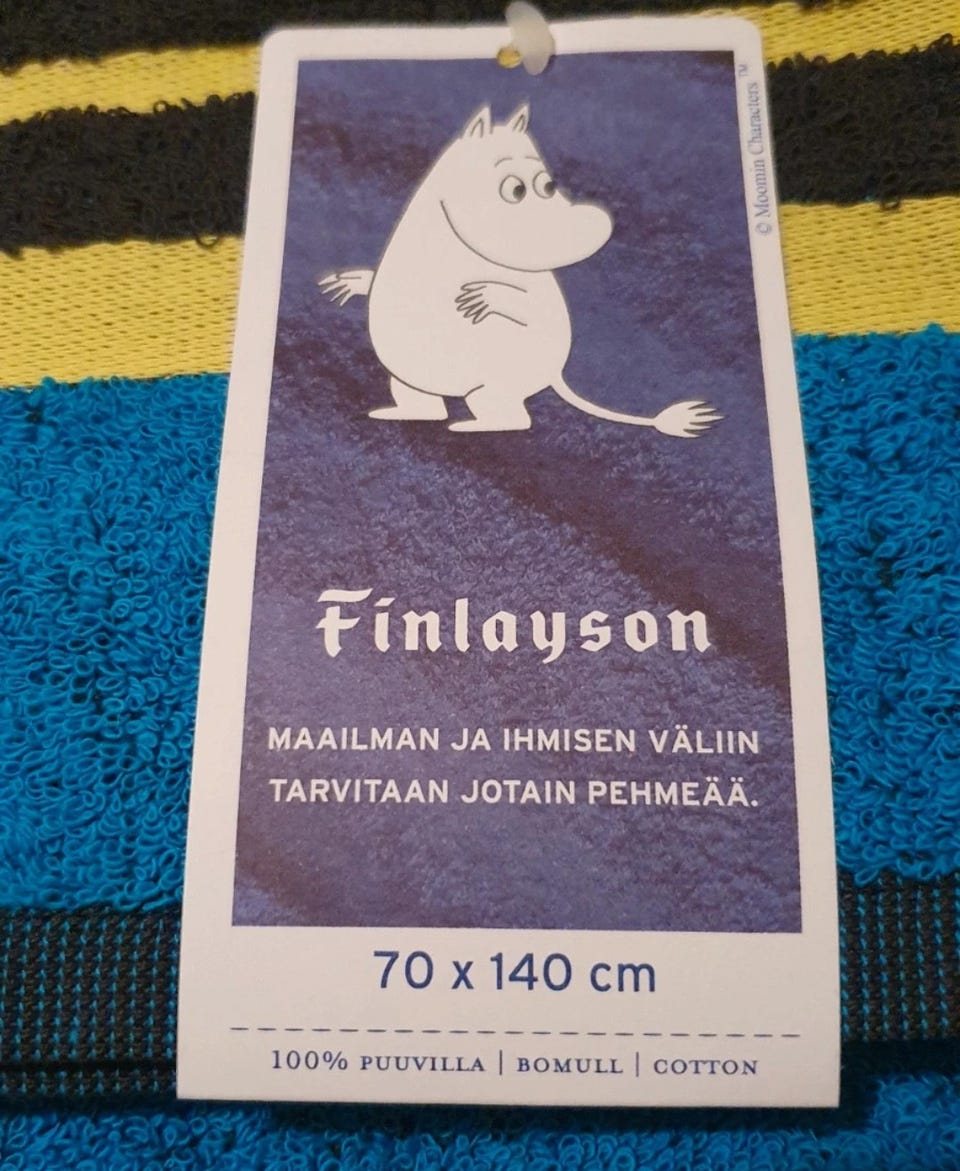 © Moomin Characters™
Finlayson
MAAILMAN JA IHMISEN VÄLIIN
TARVITAAN JOTAIN PEHMEÄÄ.
70 x 140 cm
100% PUUVILLA | BOMULL | COTTON